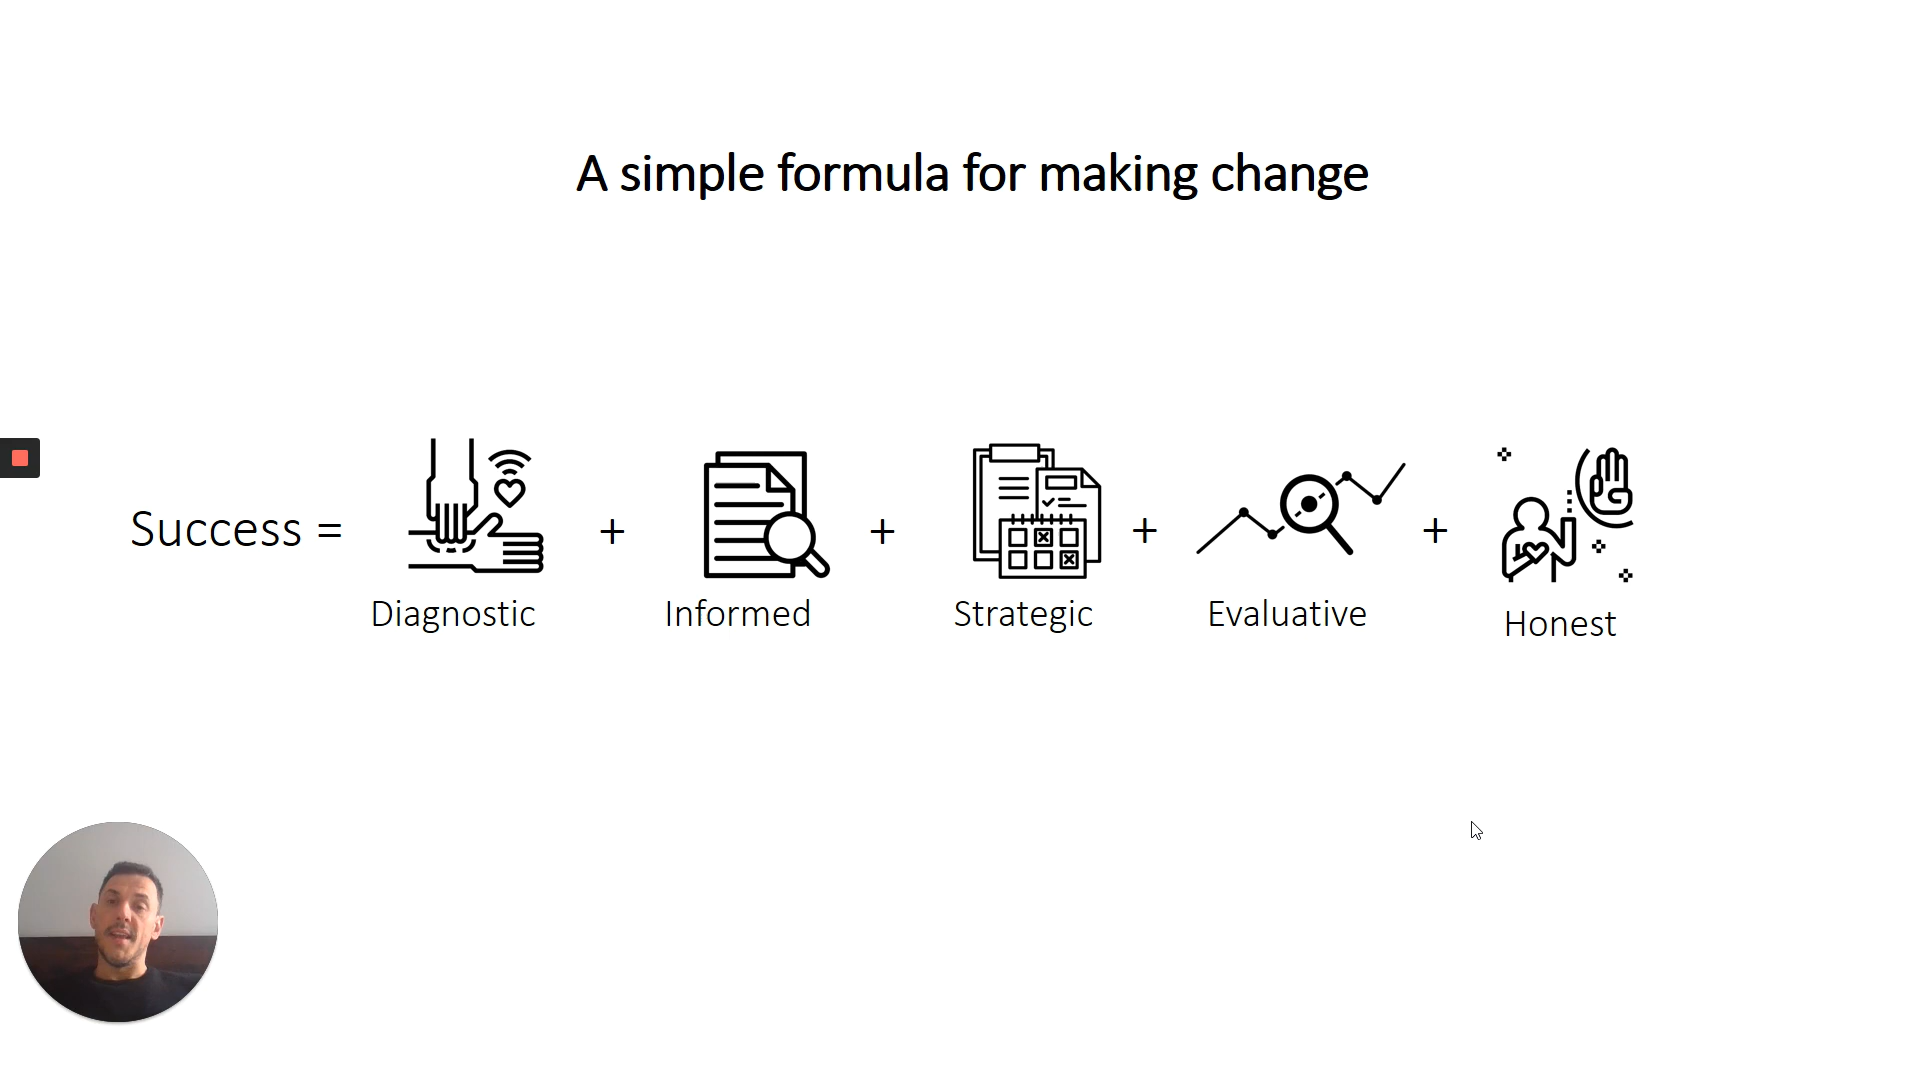 A simple formula for making change
Success = + + + +
Diagnostic Informed Strategic Evaluative Honest